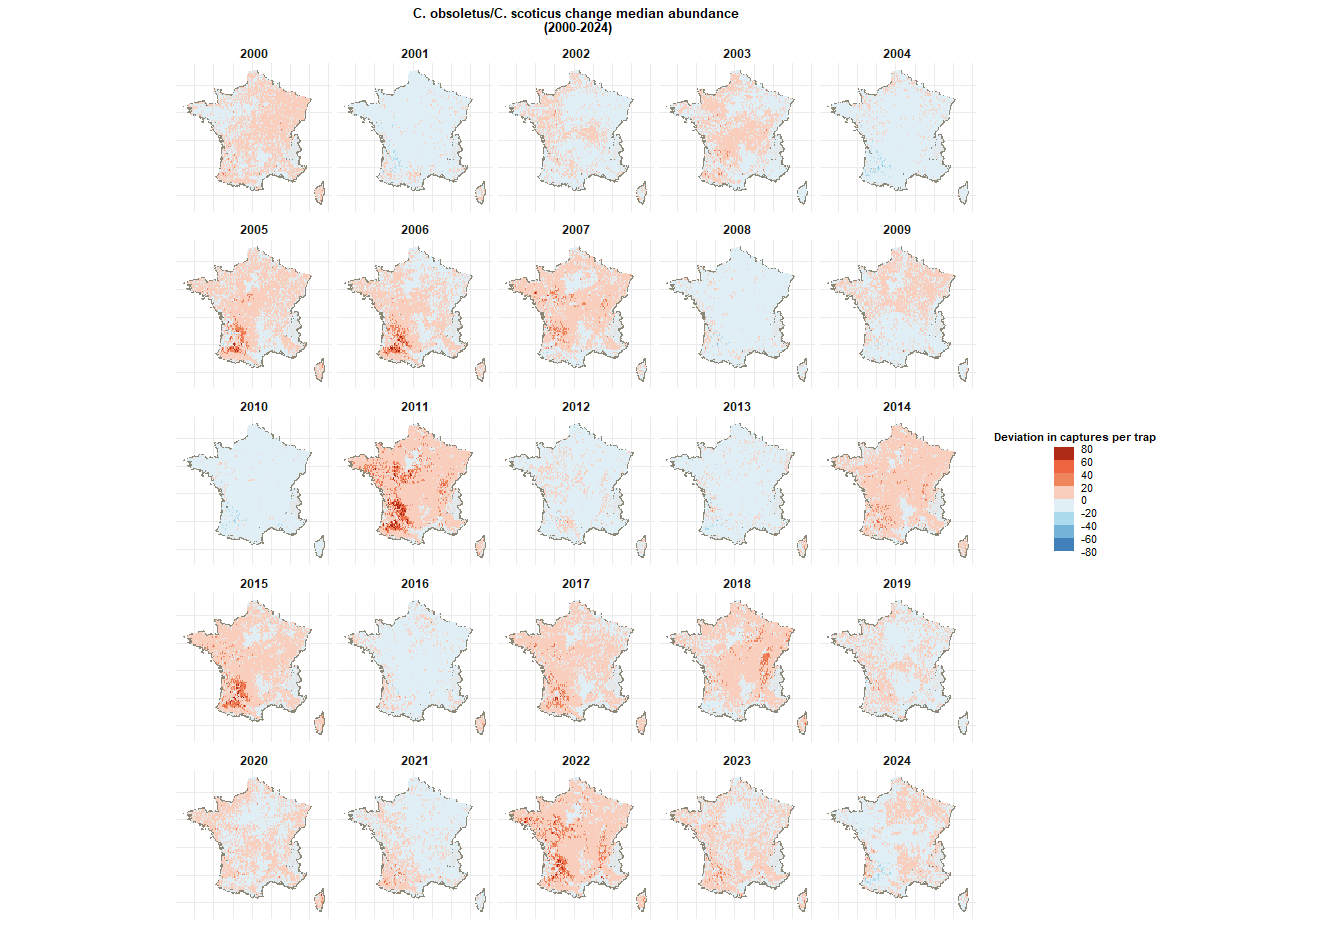 C. obsoletus/C. scoticus change median abundance
(2000-2024)
2000 2001 2002 2003 2004
2005 2006 2007 2008 2009
2010 2011 2012 2013 2014
Deviation in captures per trap
80
60
40
20
0
-20
-40
-60
-80
2015 2016 2017 2018 2019
2020 2021 2022 2023 2024